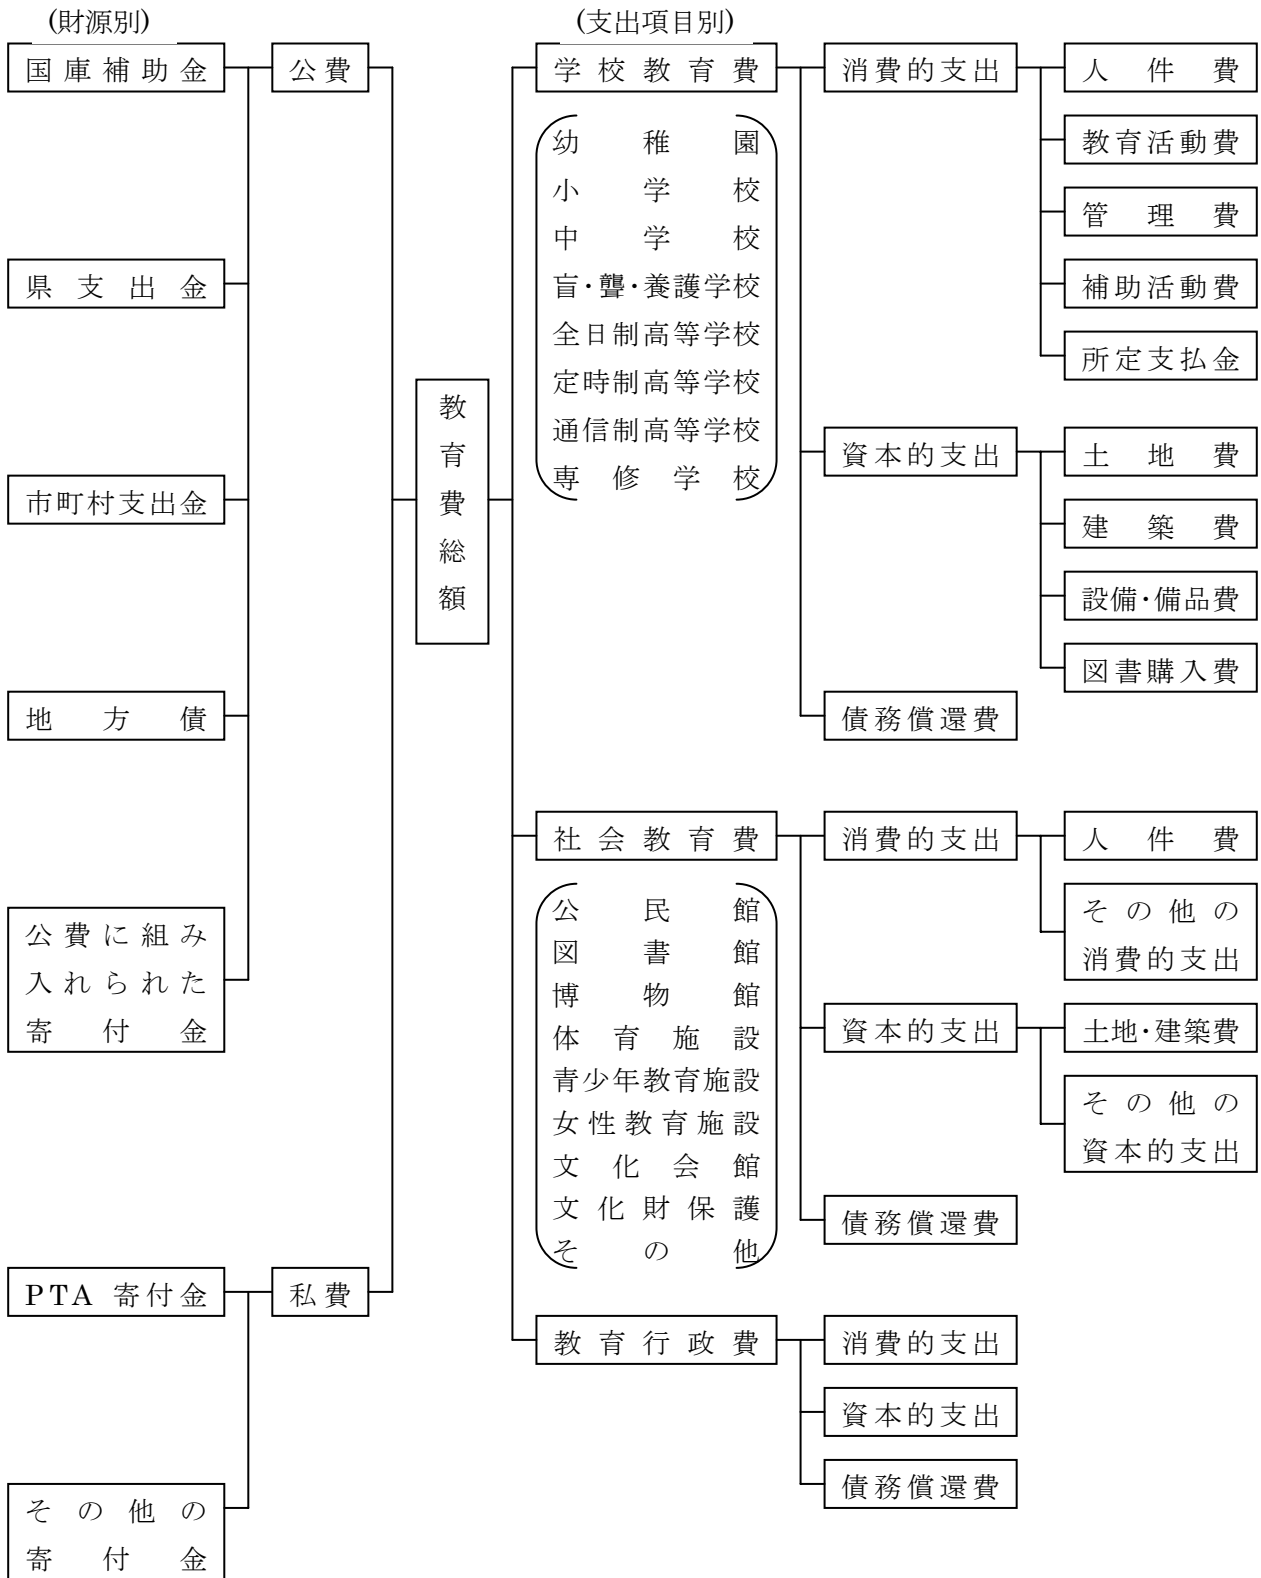 (財源別)
国庫補助金
公費
県支出金
市町村支出金
地方債
公費に組み
入れられた
寄付金
PTA 寄付金
私費
その他の
寄付金
教
育
費
総
額
(支出項目別)
学校教育費
幼稚園
小学校
中学校
盲・聾・養護学校
全日制高等学校
定時制高等学校
通信制高等学校
専修学校
消費的支出
人件費
教育活動費
管理費
補助活動費
所定支払金
資本的支出
土地費
建築費
設備・備品費
図書購入費
債務償還費
社会教育費
公民館
図書館
博物館
体育施設
青少年教育施設
女性教育施設
文化会館
文化財保護
その他
消費的支出
人件費
その他の
消費的支出
資本的支出
土地・建築費
その他の
資本的支出
債務償還費
教育行政費
消費的支出
資本的支出
債務償還費